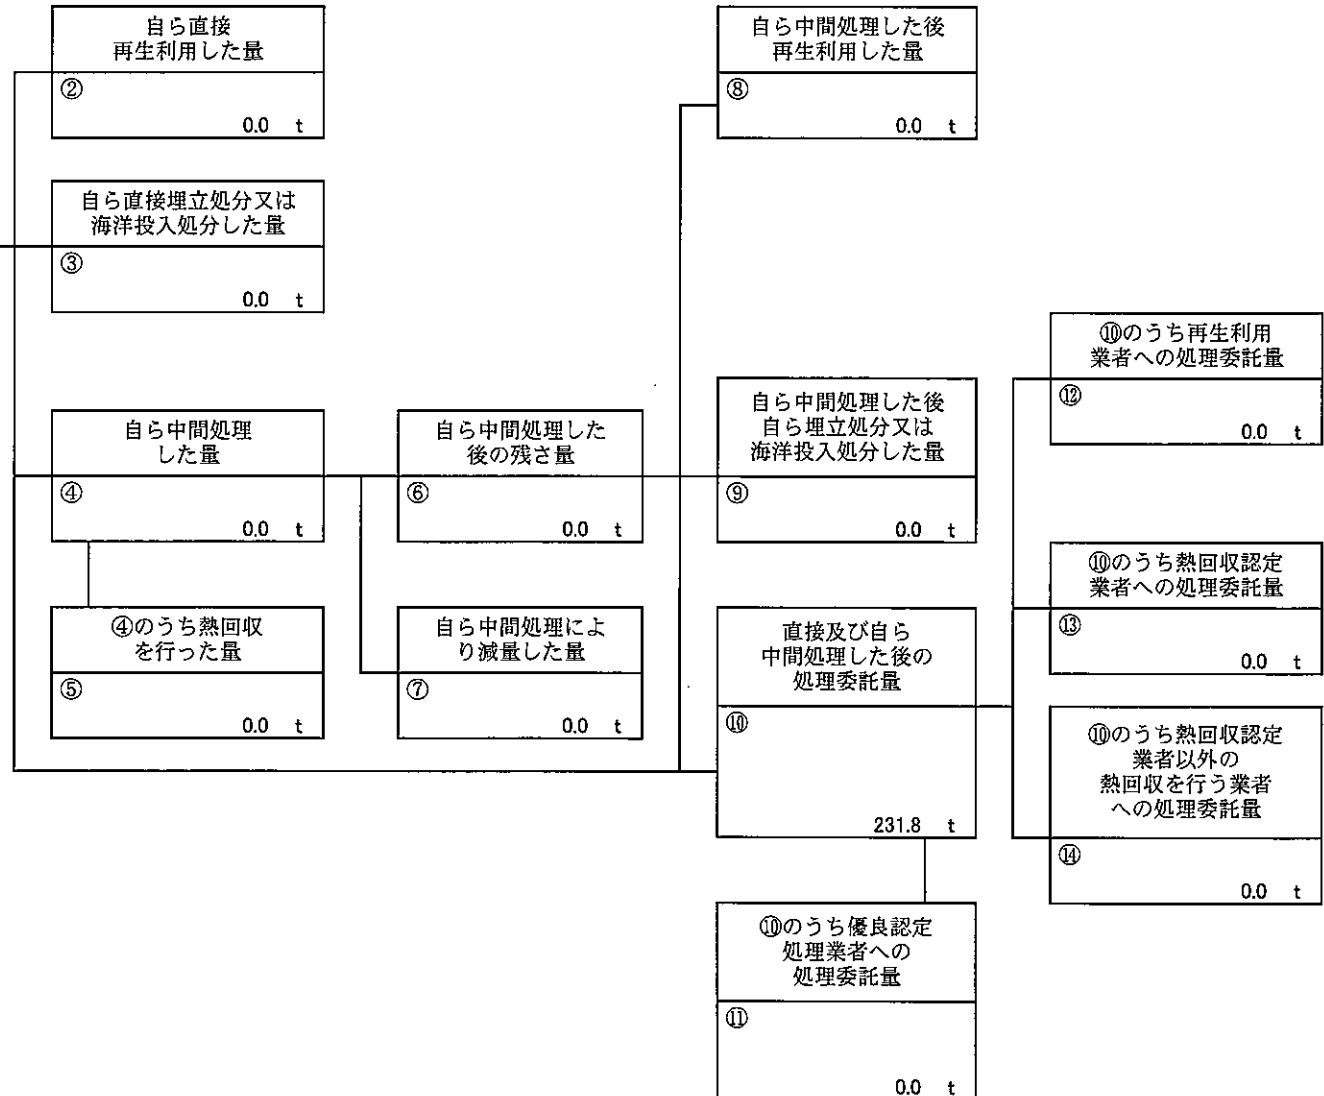 自ら直接
再生利用した量
②
0.0 t
自ら直接埋立処分又は
海洋投入処分した量
③
0.0 t
自ら中間処理
した量
④
0.0 t
④のうち熱回収
を行った量
⑤
0.0 t
自ら中間処理した
後の残さ量
⑥
0.0 t
自ら中間処理によ
り減量した量
⑦
0.0 t
自ら中間処理した後
再生利用した量
⑧
0.0 t
自ら中間処理した後
自ら埋立処分又は
海洋投入処分した量
⑨
0.0 t
直接及び自ら
中間処理した後の
処理委託量
⑩
231.8 t
⑩のうち優良認定
処理業者への
処理委託量
⑪
0.0 t
⑩のうち再生利用
業者への処理委託量
⑫
0.0 t
⑩のうち熱回収認定
業者への処理委託量
⑬
0.0 t
⑩のうち熱回収認定
業者以外の
熱回収を行う業者
への処理委託量
⑭
0.0 t